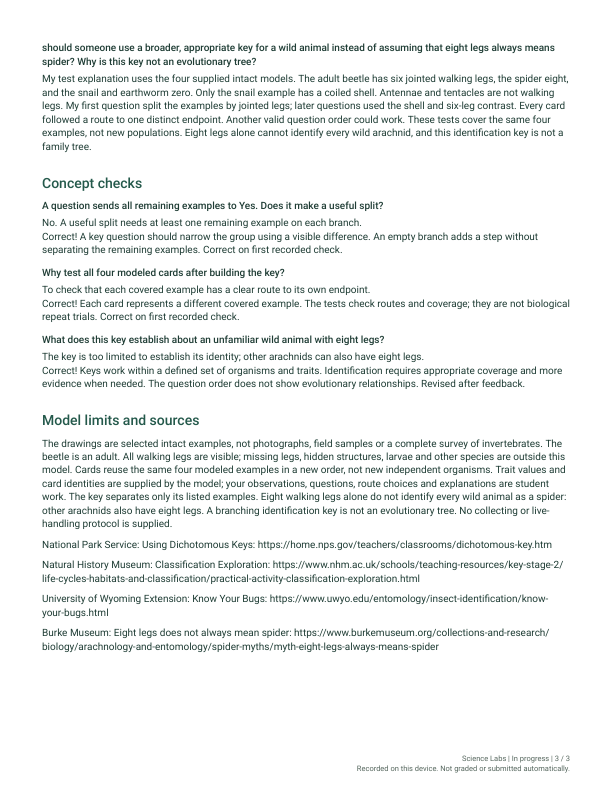 should someone use a broader, appropriate key for a wild animal instead of assuming that eight legs always means
spider? Why is this key not an evolutionary tree?
My test explanation uses the four supplied intact models. The adult beetle has six jointed walking legs, the spider eight,
and the snail and earthworm zero. Only the snail example has a coiled shell. Antennae and tentacles are not walking
legs. My first question split the examples by jointed legs; later questions used the shell and six-leg contrast. Every card
followed a route to one distinct endpoint. Another valid question order could work. These tests cover the same four
examples, not new populations. Eight legs alone cannot identify every wild arachnid, and this identification key is not a
family tree.
Concept checks
A question sends all remaining examples to Yes. Does it make a useful split?
No. A useful split needs at least one remaining example on each branch.
Correct! A key question should narrow the group using a visible difference. An empty branch adds a step without
separating the remaining examples. Correct on first recorded check.
Why test all four modeled cards after building the key?
To check that each covered example has a clear route to its own endpoint.
Correct! Each card represents a different covered example. The tests check routes and coverage; they are not biological
repeat trials. Correct on first recorded check.
What does this key establish about an unfamiliar wild animal with eight legs?
The key is too limited to establish its identity; other arachnids can also have eight legs.
Correct! Keys work within a defined set of organisms and traits. Identification requires appropriate coverage and more
evidence when needed. The question order does not show evolutionary relationships. Revised after feedback.
Model limits and sources
The drawings are selected intact examples, not photographs, field samples or a complete survey of invertebrates. The
beetle is an adult. All walking legs are visible; missing legs, hidden structures, larvae and other species are outside this
model. Cards reuse the same four modeled examples in a new order, not new independent organisms. Trait values and
card identities are supplied by the model; your observations, questions, route choices and explanations are student
work. The key separates only its listed examples. Eight walking legs alone do not identify every wild animal as a spider:
other arachnids also have eight legs. A branching identification key is not an evolutionary tree. No collecting or live-
handling protocol is supplied.
National Park Service: Using Dichotomous Keys: https://home.nps.gov/teachers/classrooms/dichotomous-key.htm
Natural History Museum: Classification Exploration: https://www.nhm.ac.uk/schools/teaching-resources/key-stage-2/
life-cycles-habitats-and-classification/practical-activity-classification-exploration.html
University of Wyoming Extension: Know Your Bugs: https://www.uwyo.edu/entomology/insect-identification/know-
your-bugs.html
Burke Museum: Eight legs does not always mean spider: https://www.burkemuseum.org/collections-and-research/
biology/arachnology-and-entomology/spider-myths/myth-eight-legs-always-means-spider
Science Labs | In progress | 3 / 3
Recorded on this device. Not graded or submitted automatically.